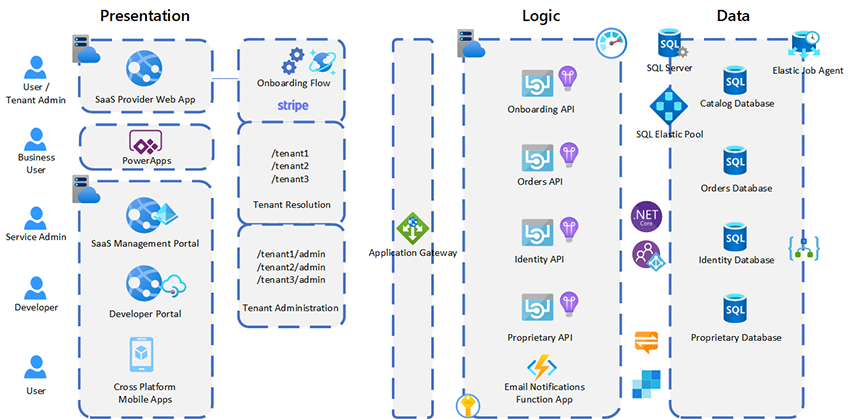 Presentation
Logic
Data
User /
Tenant Admin
SaaS Provider Web App
Onboarding Flow
stripe
Business
User
PowerApps
/tenant1
/tenant2
/tenant3
Tenant Resolution
Service Admin
SaaS Management Portal
/tenant1/admin
/tenant2/admin
/tenant3/admin
Tenant Administration
Developer
Developer Portal
User
Cross Platform
Mobile Apps
Application Gateway
Onboarding API
Orders API
Identity API
Proprietary API
Email Notifications
Function App
SQL Server
SQL Elastic Pool
.NET
Core
SQL
Catalog Database
SQL
Orders Database
SQL
Identity Database
SQL
Proprietary Database
SQL
Elastic Job Agent